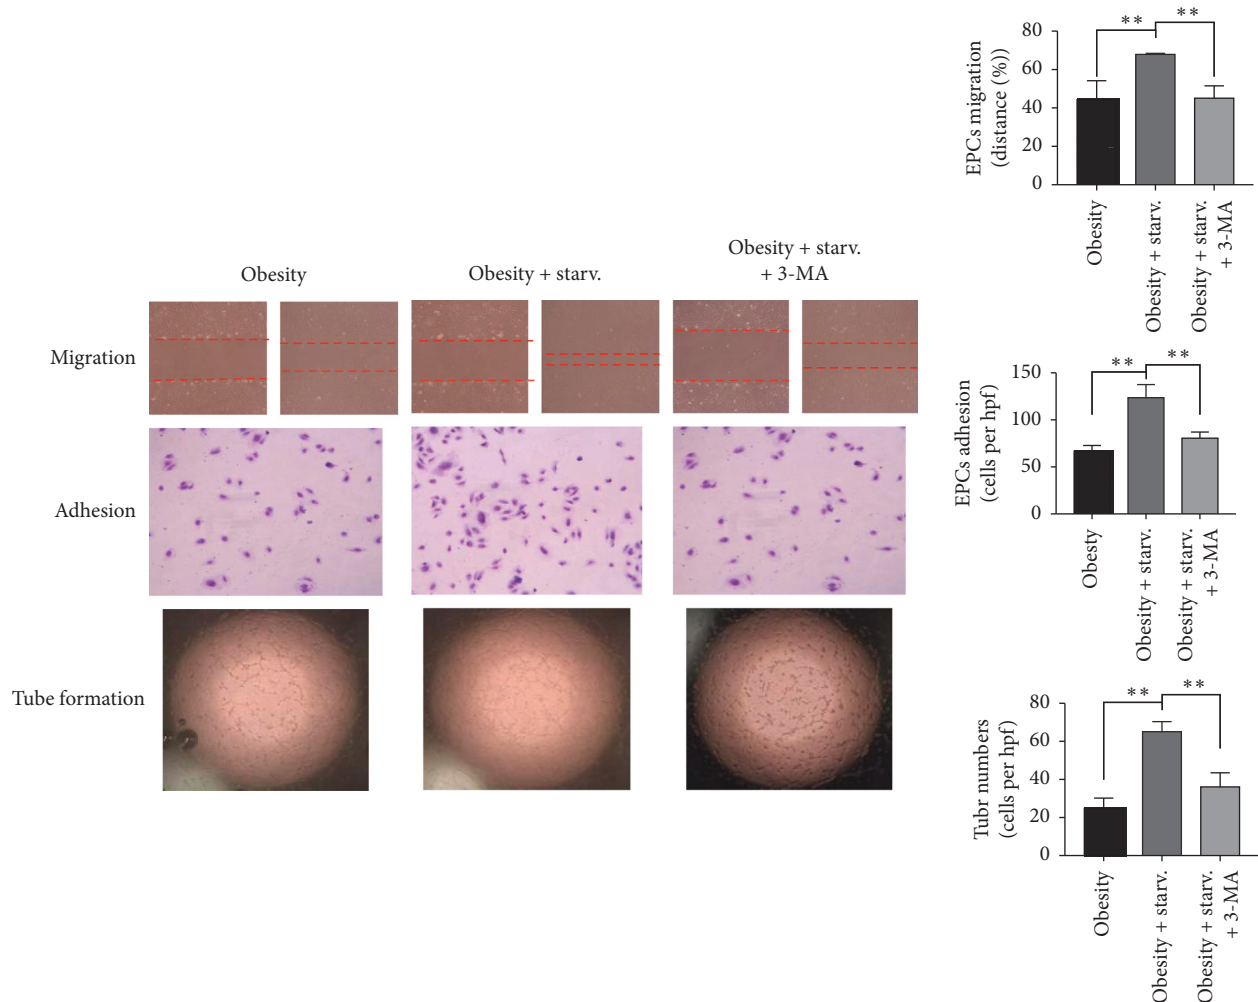 Obesity
Obesity + starv.
Obesity + starv.
+ 3-MA
Migration
Adhesion
Tube formation
**
**
80
60
40
20
0
EPCs migration
(distance (%))
Obesity
Obesity + starv.
Obesity + starv.
+ 3-MA
**
**
150
100
50
0
EPCs adhesion
(cells per hpf)
Obesty
Obesity + starv.
Obesity + starv.
+ 3-MA
**
**
80
60
40
20
0
Tubr numbers
(cells per hpf)
Obesity
Obesity + starv.
Obesity + starv.
+ 3-MA